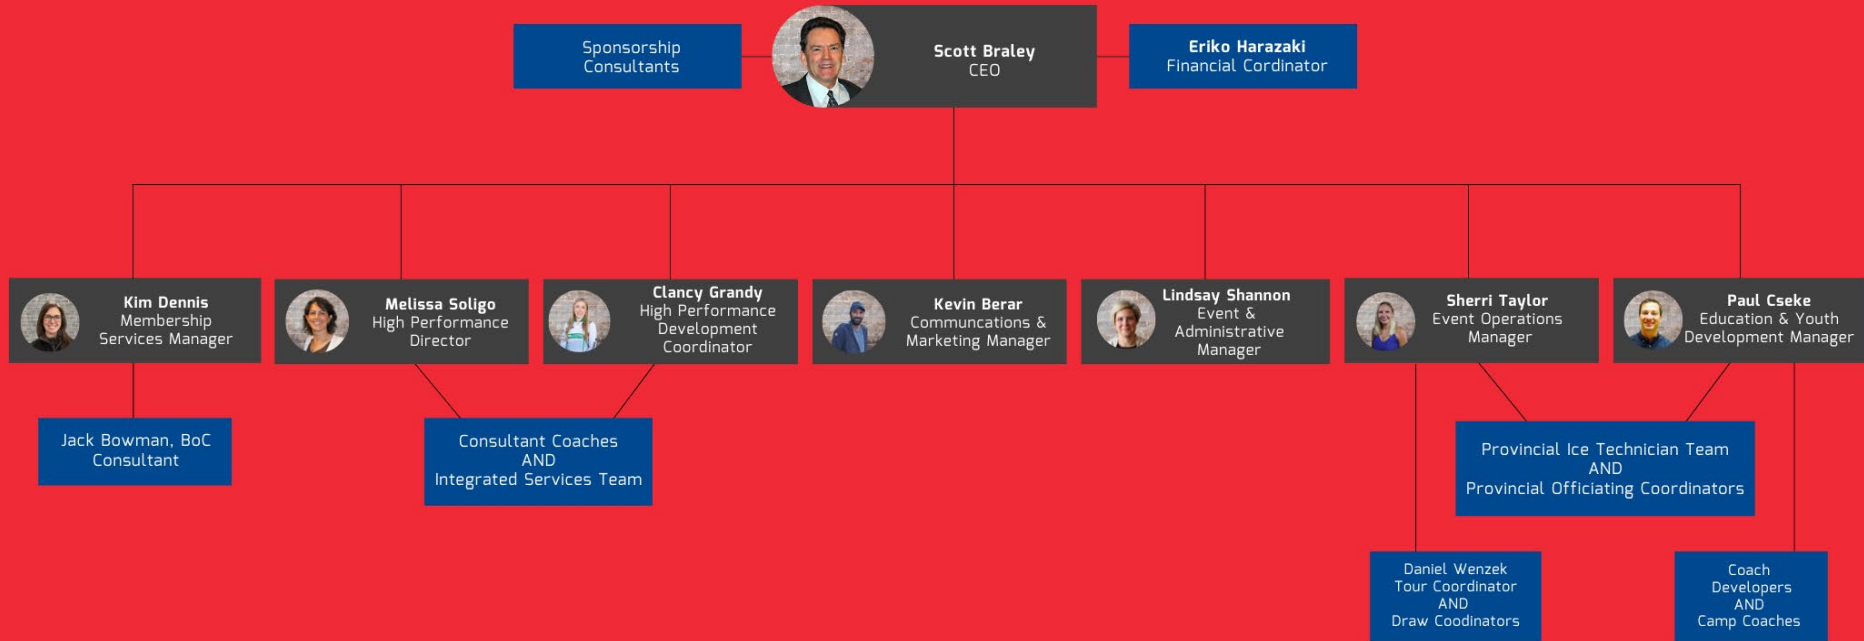 Sponsorship
Consultants
Scott Braley
CEO
Eriko Harazaki
Financial Cordinator
Kim Dennis
Membership
Services Manager
Melissa Soligo
High Performance
Director
Clancy Grandy
High Performance
Development
Coordinator
Kevin Berar
Communcations &
Marketing Manager
Lindsay Shannon
Event &
Administrative
Manager
Sherri Taylor
Event Operations
Manager
Paul Cseke
Education & Youth
Development Manager
Jack Bowman, BoC
Consultant
Consultant Coaches
AND
Integrated Services Team
Provincial Ice Technician Team
AND
Provincial Officiating Coordinators
Daniel Wenzek
Tour Coordinator
AND
Draw Coodinators
Coach
Developers
AND
Camp Coaches